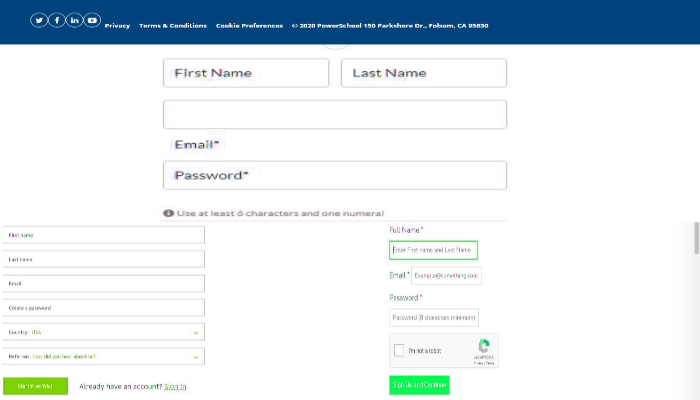 Privacy Terms & Conditions Cookie Preferences © 2020 PowerSchool 150 Parkshore Dr., Folsom, CA 95630
First Name Last Name
Email*
Password*
Use at least 6 characters and one numeral
First name
Last name
Email
Create a password
Country: USA
Referrer: how did you hear about us?
Start Free Trial Already have an account? Sign In
Full Name *
Enter First name and Last Name
Email * Example@something.com
Password *
Password (8 characters minimum)
I'm not a robot
reCAPTCHA
Privacy - Terms
Sign Up and Continue